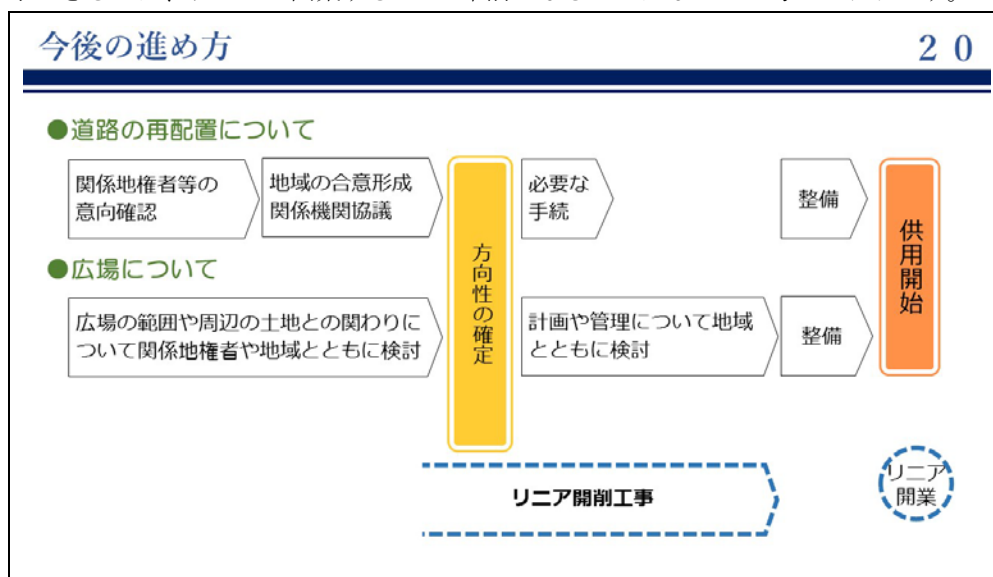 今後の進め方
20
●道路の再配置について
関係地権者等の
意向確認
地域の合意形成
関係機関協議
方向性の確定
必要な
手続
整備
供用開始
●広場について
広場の範囲や周辺の土地との関わりに
ついて関係地権者や地域とともに検討
計画や管理について地域
とともに検討
整備
リニア開削工事
リニア
開業